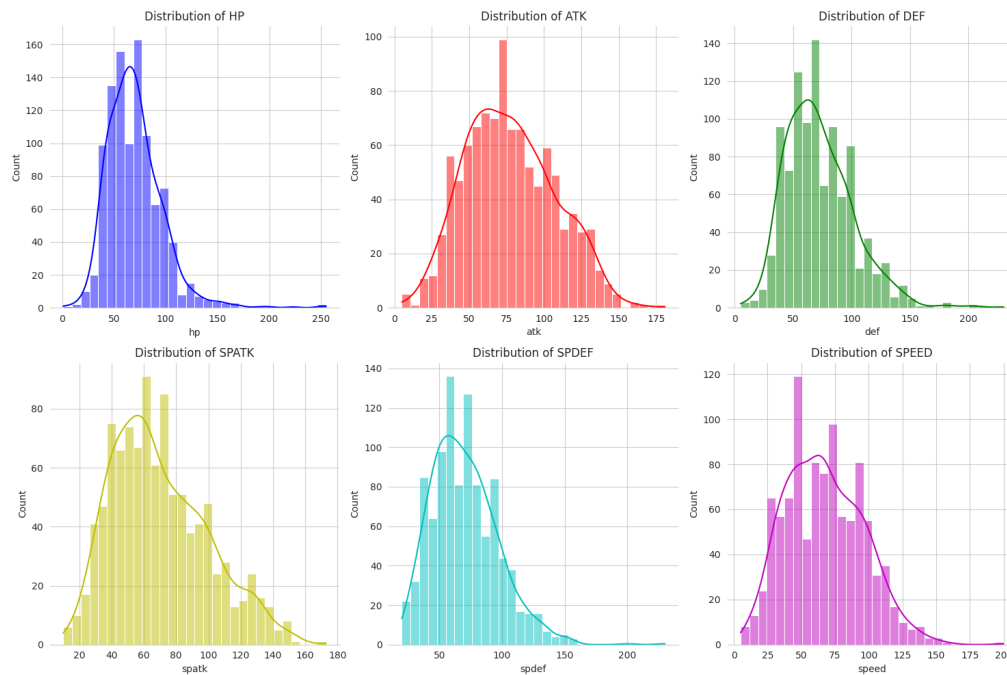 Distribution of HP
Count
160
140
120
100
80
60
40
20
0
0 50 100 150 200 250
hp
Distribution of ATK
Count
100
80
60
40
20
0
0 25 50 75 100 125 150 175
atk
Distribution of DEF
Count
140
120
100
80
60
40
20
0
0 50 100 150 200
def
Distribution of SPATK
Count
80
60
40
20
0
20 40 60 80 100 120 140 160 180
spatk
Distribution of SPDEF
Count
140
120
100
80
60
40
20
0
50 100 150 200
spdef
Distribution of SPEED
Count
120
100
80
60
40
20
0
0 25 50 75 100 125 150 175 200
speed